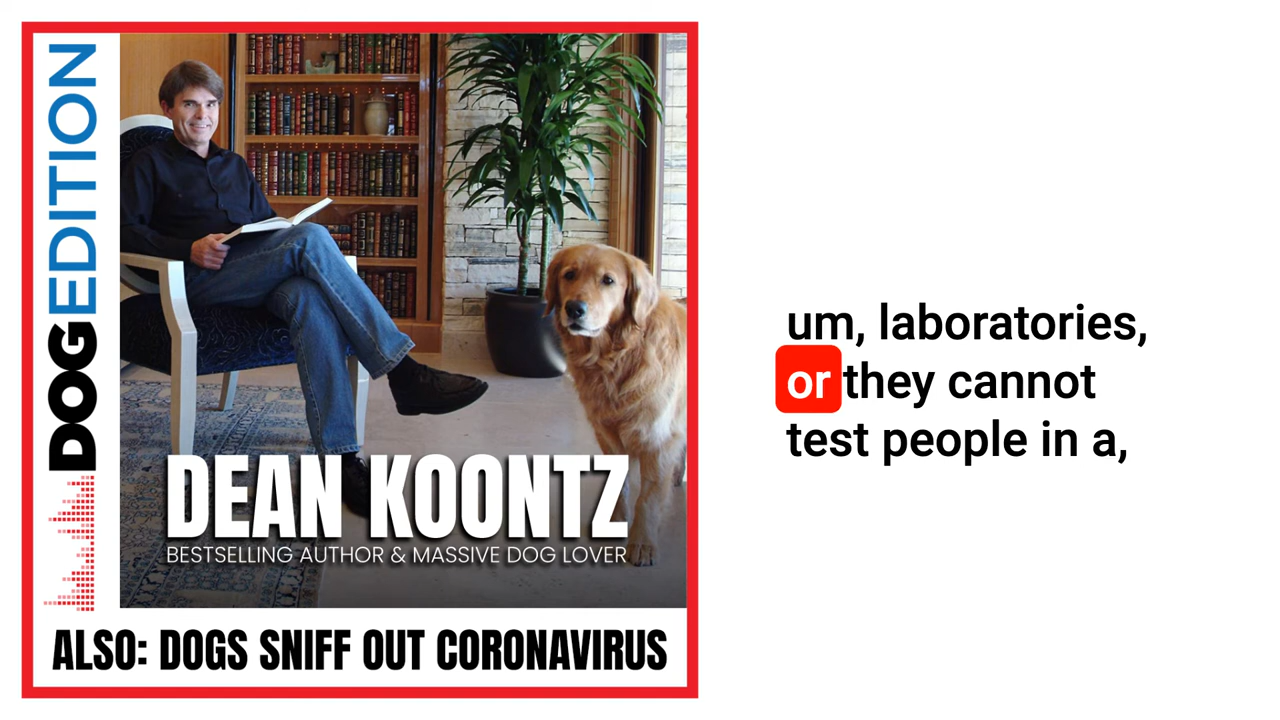 DOGEDITION
DEAN KOONTZ
BESTSELLING AUTHOR & MASSIVE DOG LOVER
ALSO: DOGS SNIFF OUT CORONAVIRUS
um, laboratories,
or they cannot
test people in a,